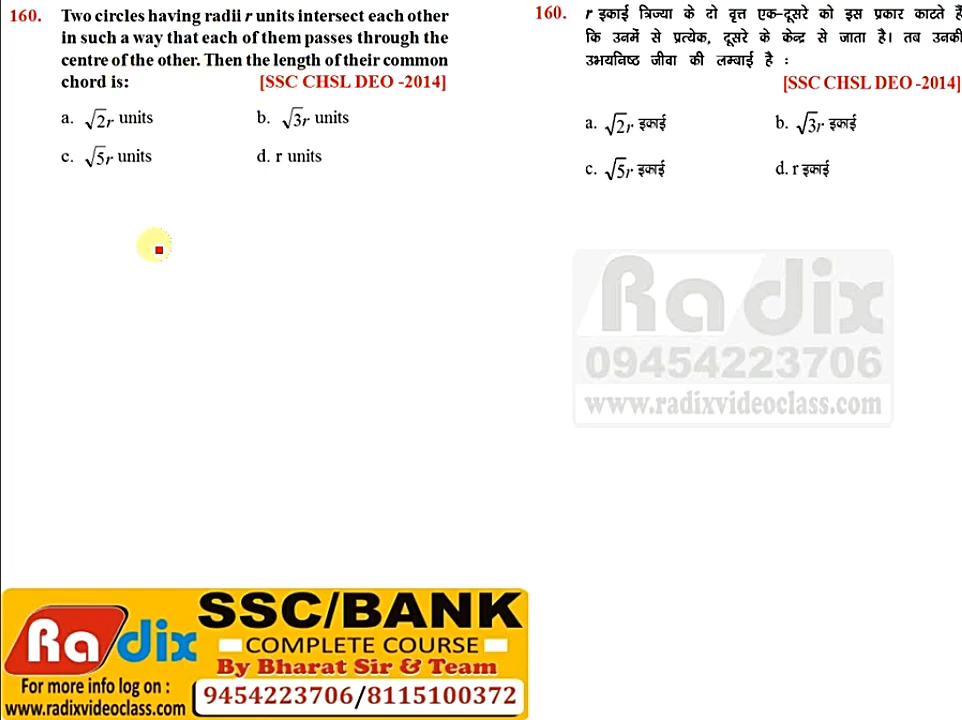 160. Two circles having radii r units intersect each other
in such a way that each of them passes through the
centre of the other. Then the length of their common
chord is: [SSC CHSL DEO -2014]
a. √2r units b. √3r units
c. √5r units d. r units
160. r इकाई त्रिज्या के दो वृत्त एक-दूसरे को इस प्रकार काटते हैं
कि उनमें से प्रत्येक, दूसरे के केन्द्र से जाता है। तब उनकी
उभयनिष्ठ जीवा की लम्बाई है :
[SSC CHSL DEO -2014]
a. √2r इकाई b. √3r इकाई
c. √5r इकाई d. r इकाई
Radix
09454223706
www.radixvideoclass.com
Radix
SSC/BANK
COMPLETE COURSE
By Bharat Sir & Team
For more info log on :
www.radixvideoclass.com
9454223706/8115100372